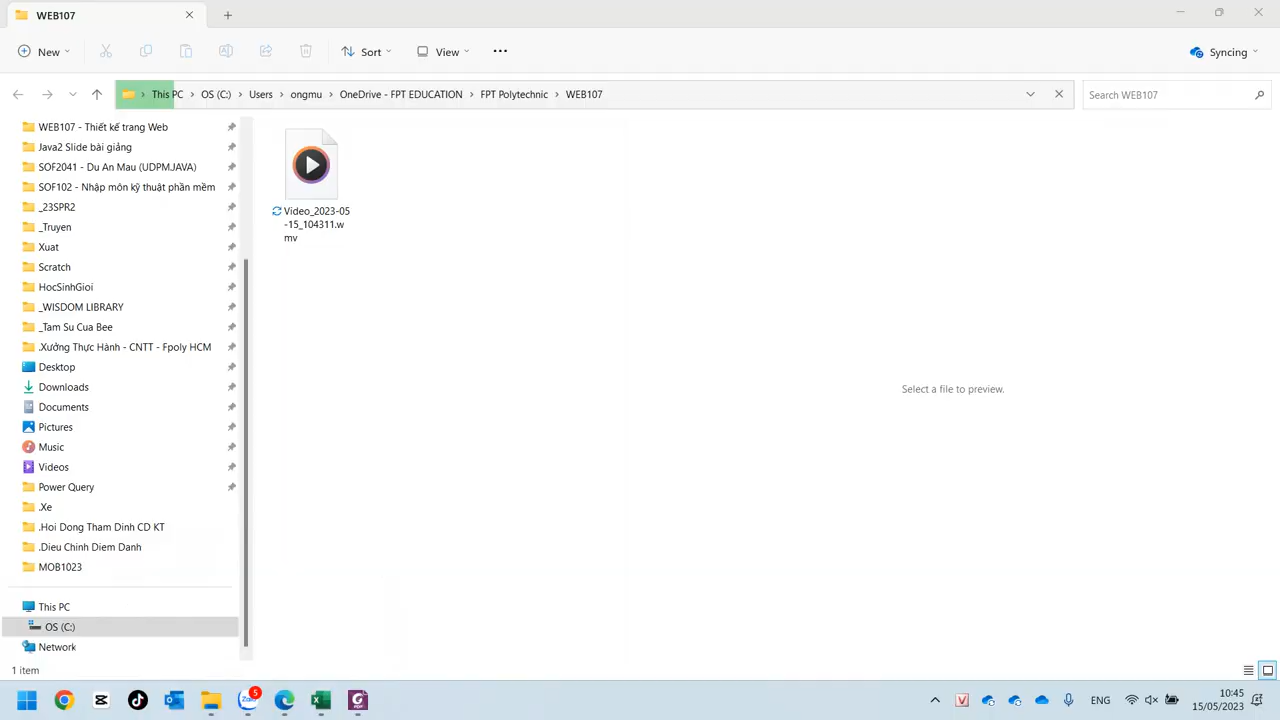 WEB107
New
Sort
View
Syncing
This PC
OS (C:)
Users
ongmu
OneDrive - FPT EDUCATION
FPT Polytechnic
WEB107
Search WEB107
WEB107 - Thiết kế trang Web
Java2 Slide bài giảng
SOF2041 - Du An Mau (UDPM.JAVA)
SOF102 - Nhập môn kỹ thuật phần mềm
_23SPR2
_Truyen
Xuat
Scratch
HocSinhGioi
_WISDOM LIBRARY
_Tam Su Cua Bee
.Xưởng Thực Hành - CNTT - Fpoly HCM
Desktop
Downloads
Documents
Pictures
Music
Videos
Power Query
.Xe
.Hoi Dong Tham Dinh CD KT
.Dieu Chinh Diem Danh
MOB1023
This PC
OS (C:)
Network
Video_2023-05
-15_104311.w
mv
Select a file to preview.
1 item
Zalo
5
ENG
10:45
15/05/2023